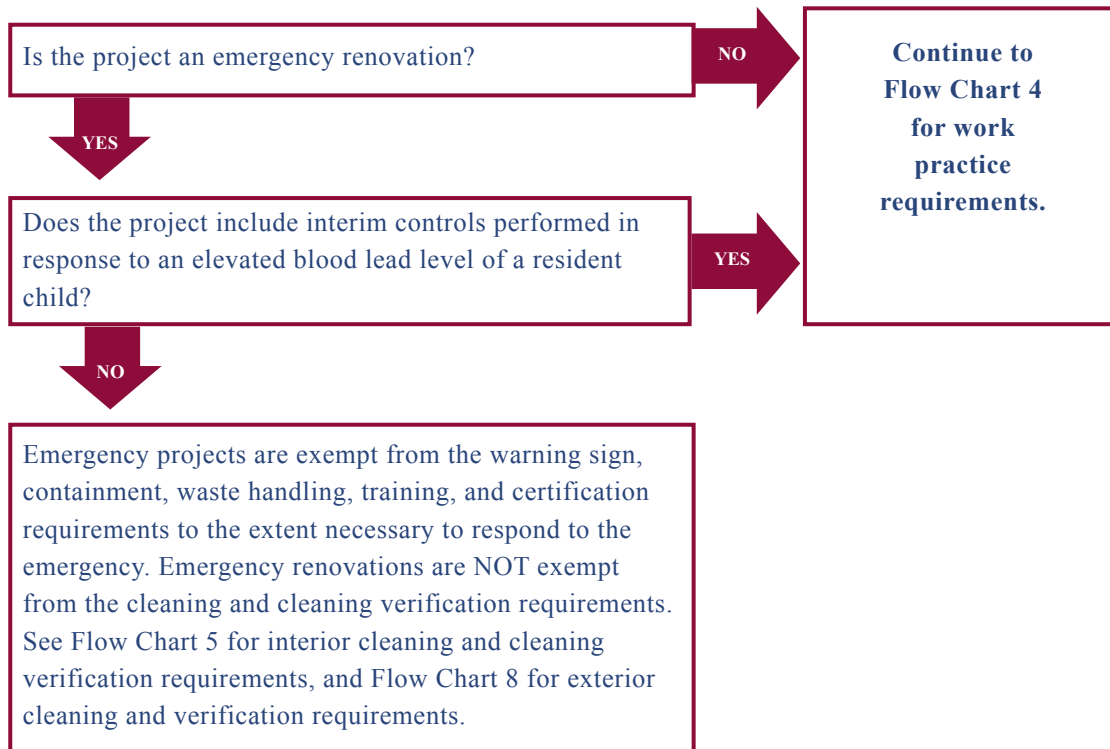 Is the project an emergency renovation?
NO
Continue to
Flow Chart 4
for work
practice
requirements.
YES
Does the project include interim controls performed in
response to an elevated blood lead level of a resident
child?
YES
NO
Emergency projects are exempt from the warning sign,
containment, waste handling, training, and certification
requirements to the extent necessary to respond to the
emergency. Emergency renovations are NOT exempt
from the cleaning and cleaning verification requirements.
See Flow Chart 5 for interior cleaning and cleaning
verification requirements, and Flow Chart 8 for exterior
cleaning and verification requirements.